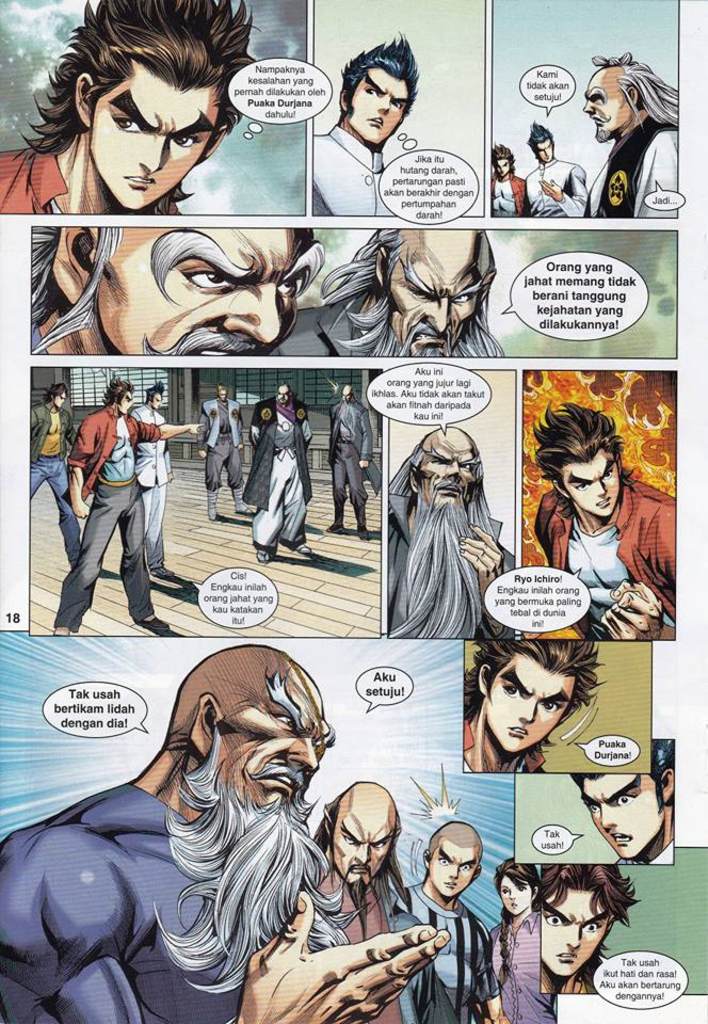 Nampaknya
kesalahan yang
pernah dilakukan oleh
Puaka Durjana
dahulu!
Jika itu
hutang darah,
pertarungan pasti
akan berakhir dengan
pertumpahan
darah!
Kami
tidak akan
setuju!
Jadi...
Orang yang
jahat memang tidak
berani tanggung
kejahatan yang
dilakukannya!
Cis!
Engkau inilah
orang jahat yang
kau katakan
itu!
Aku ini
orang yang jujur lagi
ikhlas. Aku tidak akan takut
akan fitnah daripada
kau ini!
Ryo Ichiro!
Engkau inilah orang
yang bermuka paling
tebal di dunia
ini!
18
Tak usah
bertikam lidah
dengan dia!
Aku
setuju!
Puaka
Durjana!
Tak
usah!
Tak usah
ikut hati dan rasa!
Aku akan bertarung
dengannya!